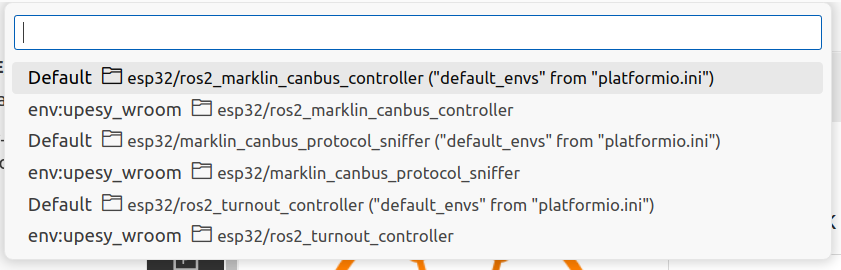 Default esp32/ros2_marklin_canbus_controller ("default_envs" from "platformio.ini")
env:upesy_wroom esp32/ros2_marklin_canbus_controller
Default esp32/marklin_canbus_protocol_sniffer ("default_envs" from "platformio.ini")
env:upesy_wroom esp32/marklin_canbus_protocol_sniffer
Default esp32/ros2_turnout_controller ("default_envs" from "platformio.ini")
env:upesy_wroom esp32/ros2_turnout_controller